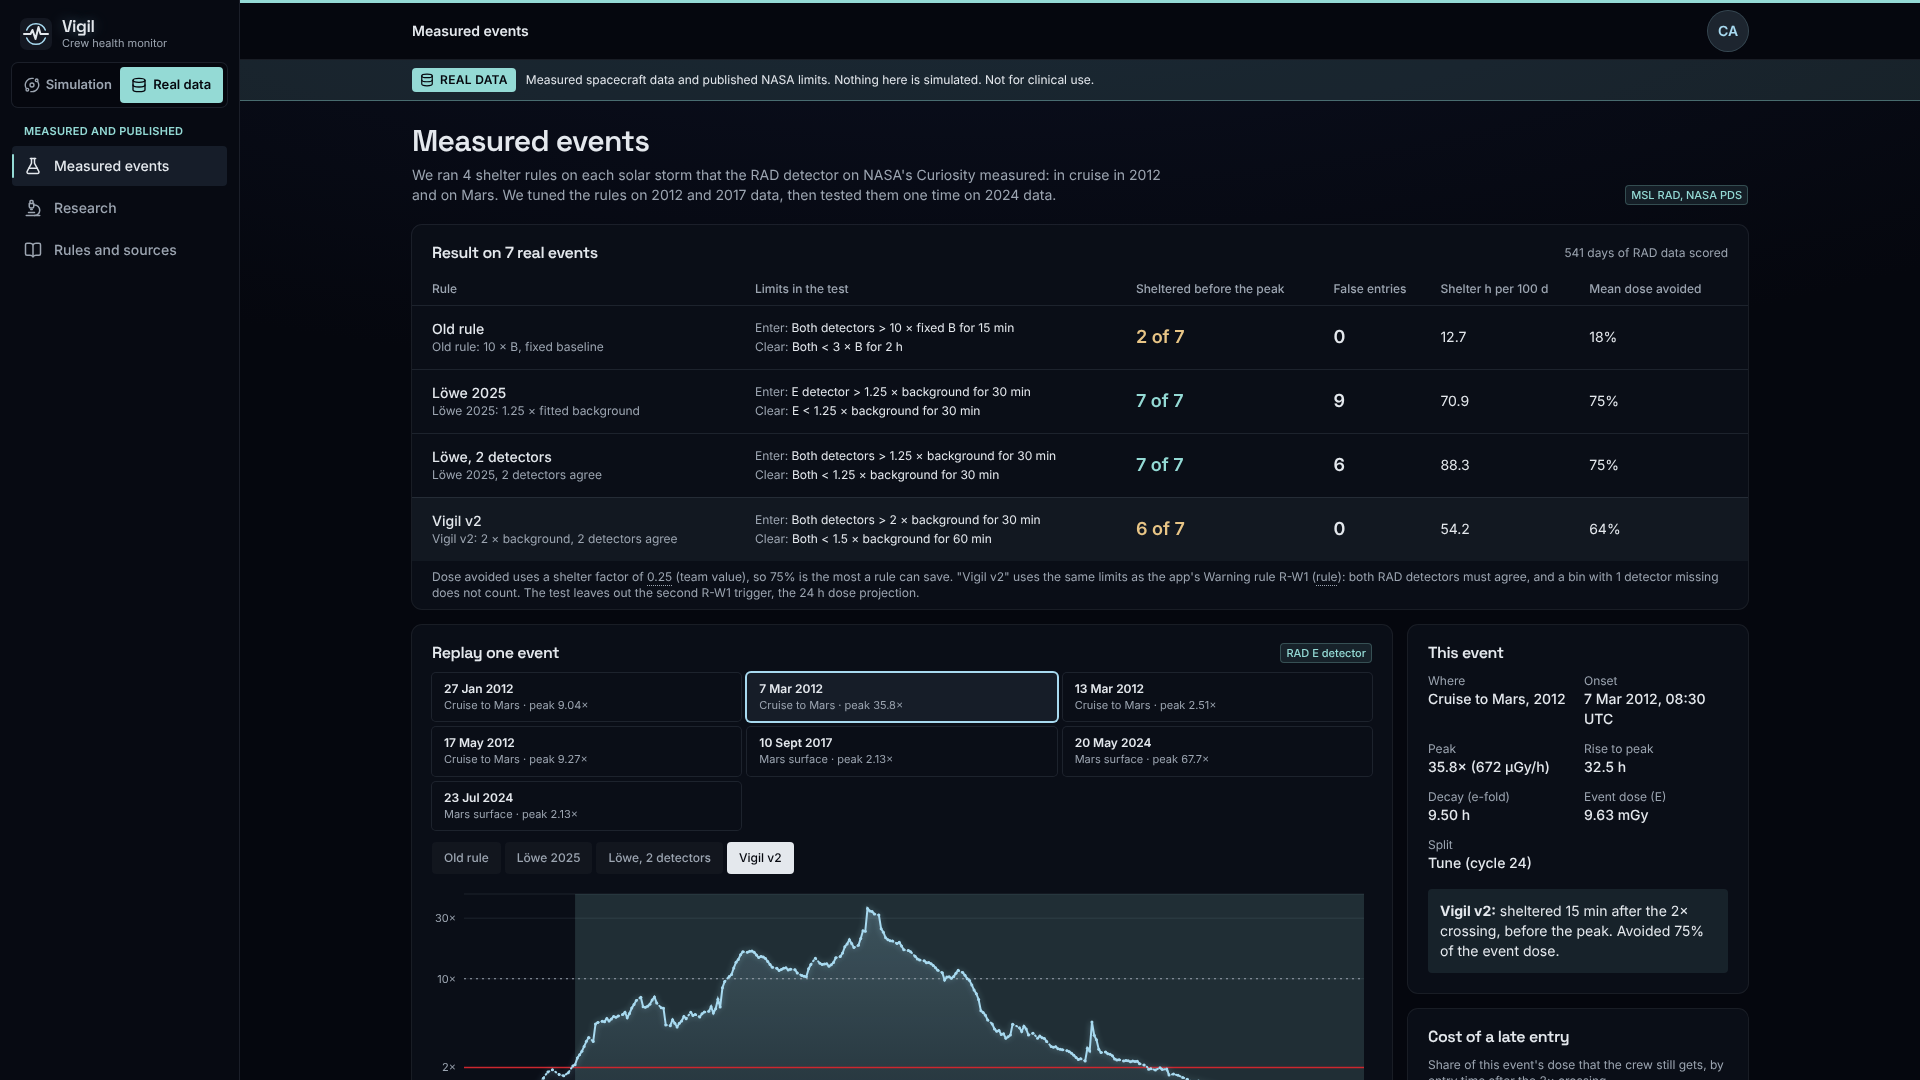 Vigil
Crew health monitor
Simulation
Real data
MEASURED AND PUBLISHED
Measured events
Research
Rules and sources
Measured events
CA
REAL DATA
Measured spacecraft data and published NASA limits. Nothing here is simulated. Not for clinical use.
Measured events
We ran 4 shelter rules on each solar storm that the RAD detector on NASA's Curiosity measured: in cruise in 2012
and on Mars. We tuned the rules on 2012 and 2017 data, then tested them one time on 2024 data.
MSL RAD, NASA PDS
Result on 7 real events
541 days of RAD data scored
Rule Limits in the test Sheltered before the peak False entries Shelter h per 100 d Mean dose avoided
Old rule
Old rule: 10 × B, fixed baseline
Enter: Both detectors > 10 × fixed B for 15 min
Clear: Both < 3 × B for 2 h
2 of 7 0 12.7 18%
Löwe 2025
Löwe 2025: 1.25 × fitted background
Enter: E detector > 1.25 × background for 30 min
Clear: E < 1.25 × background for 30 min
7 of 7 9 70.9 75%
Löwe, 2 detectors
Löwe 2025, 2 detectors agree
Enter: Both detectors > 1.25 × background for 30 min
Clear: Both < 1.25 × background for 30 min
7 of 7 6 88.3 75%
Vigil v2
Vigil v2: 2 × background, 2 detectors agree
Enter: Both detectors > 2 × background for 30 min
Clear: Both < 1.5 × background for 60 min
6 of 7 0 54.2 64%
Dose avoided uses a shelter factor of 0.25 (team value), so 75% is the most a rule can save. "Vigil v2" uses the same limits as the app's Warning rule R-W1 (rule): both RAD detectors must agree, and a bin with 1 detector missing
does not count. The test leaves out the second R-W1 trigger, the 24 h dose projection.
Replay one event
RAD E detector
27 Jan 2012
Cruise to Mars · peak 9.04×
7 Mar 2012
Cruise to Mars · peak 35.8×
13 Mar 2012
Cruise to Mars · peak 2.51×
17 May 2012
Cruise to Mars · peak 9.27×
10 Sept 2017
Mars surface · peak 2.13×
20 May 2024
Mars surface · peak 67.7×
23 Jul 2024
Mars surface · peak 2.13×
Old rule
Löwe 2025
Löwe, 2 detectors
Vigil v2
30×
10×
2×
This event
Where
Cruise to Mars, 2012
Onset
7 Mar 2012, 08:30
UTC
Peak
35.8× (672 µGy/h)
Rise to peak
32.5 h
Decay (e-fold)
9.50 h
Event dose (E)
9.63 mGy
Split
Tune (cycle 24)
Vigil v2: sheltered 15 min after the 2×
crossing, before the peak. Avoided 75%
of the event dose.
Cost of a late entry
Share of this event's dose that the crew still gets, by